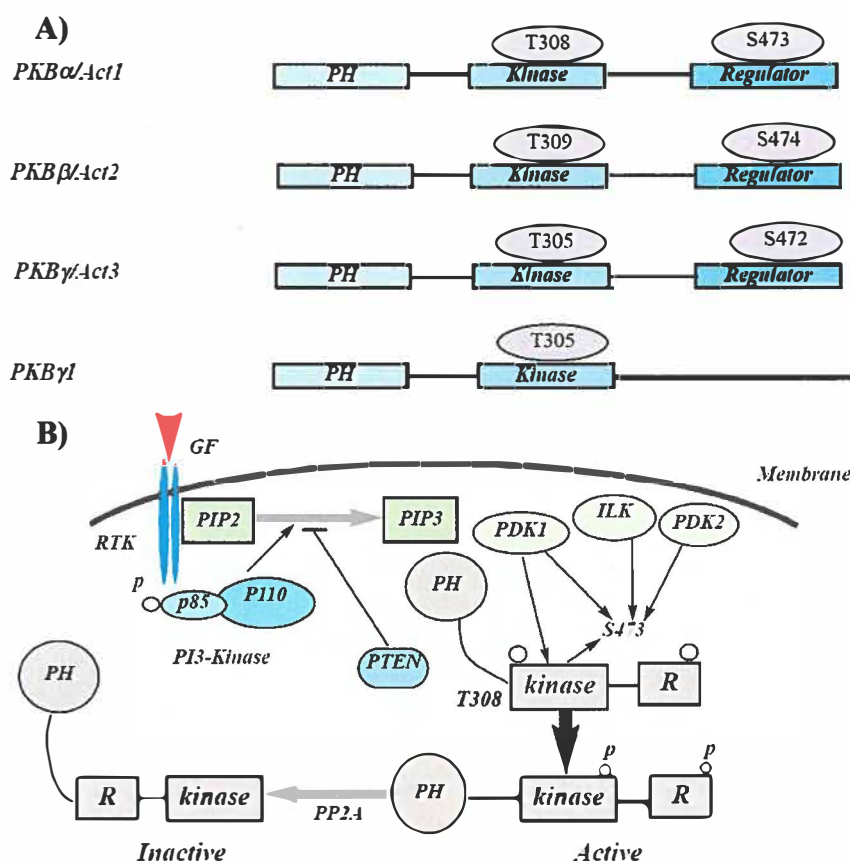 A)
T308
S473
PKBα/Act1
PH
Kinase
Regulator
T309
S474
PKBβ/Act2
PH
Kinase
Regulator
T305
S472
PKBγ/Act3
PH
Kinase
Regulator
T305
PKBγ1
PH
Kinase
B)
GF
Membrane
RTK
PIP2
PIP3
PDK1
ILK
PDK2
p
p85
P110
PH
S473
PI3-Kinase
PTEN
PH
T308
kinase
R
p
p
R
kinase
PP2A
PH
kinase
R
Inactive
Active